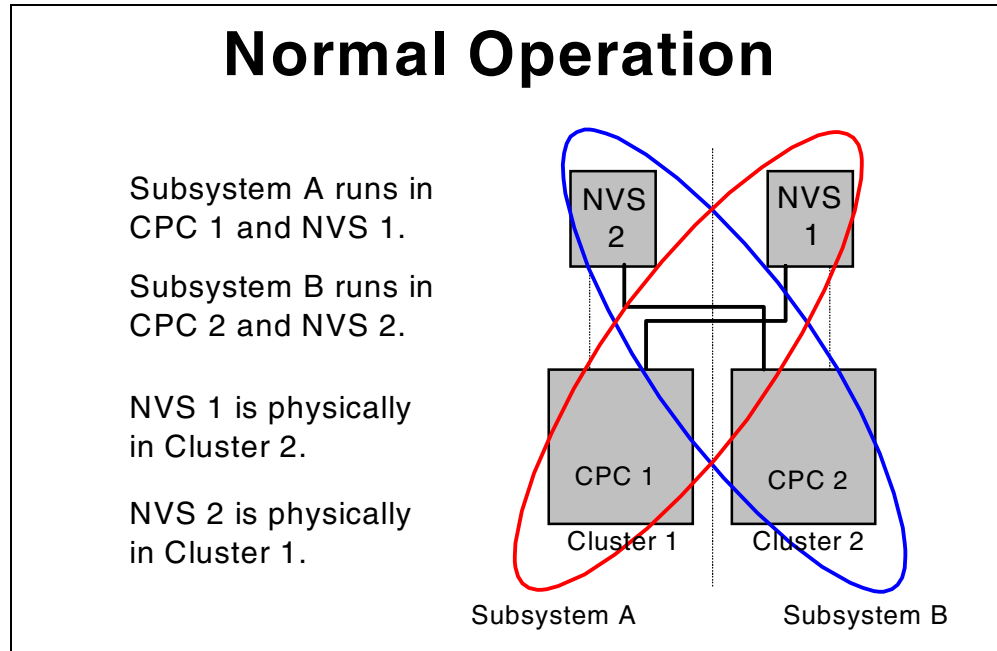 Normal Operation
Subsystem A runs in
CPC 1 and NVS 1.
Subsystem B runs in
CPC 2 and NVS 2.
NVS 1 is physically
in Cluster 2.
NVS 2 is physically
in Cluster 1.
NVS
2
NVS
1
CPC 1
CPC 2
Cluster 1
Cluster 2
Subsystem A
Subsystem B